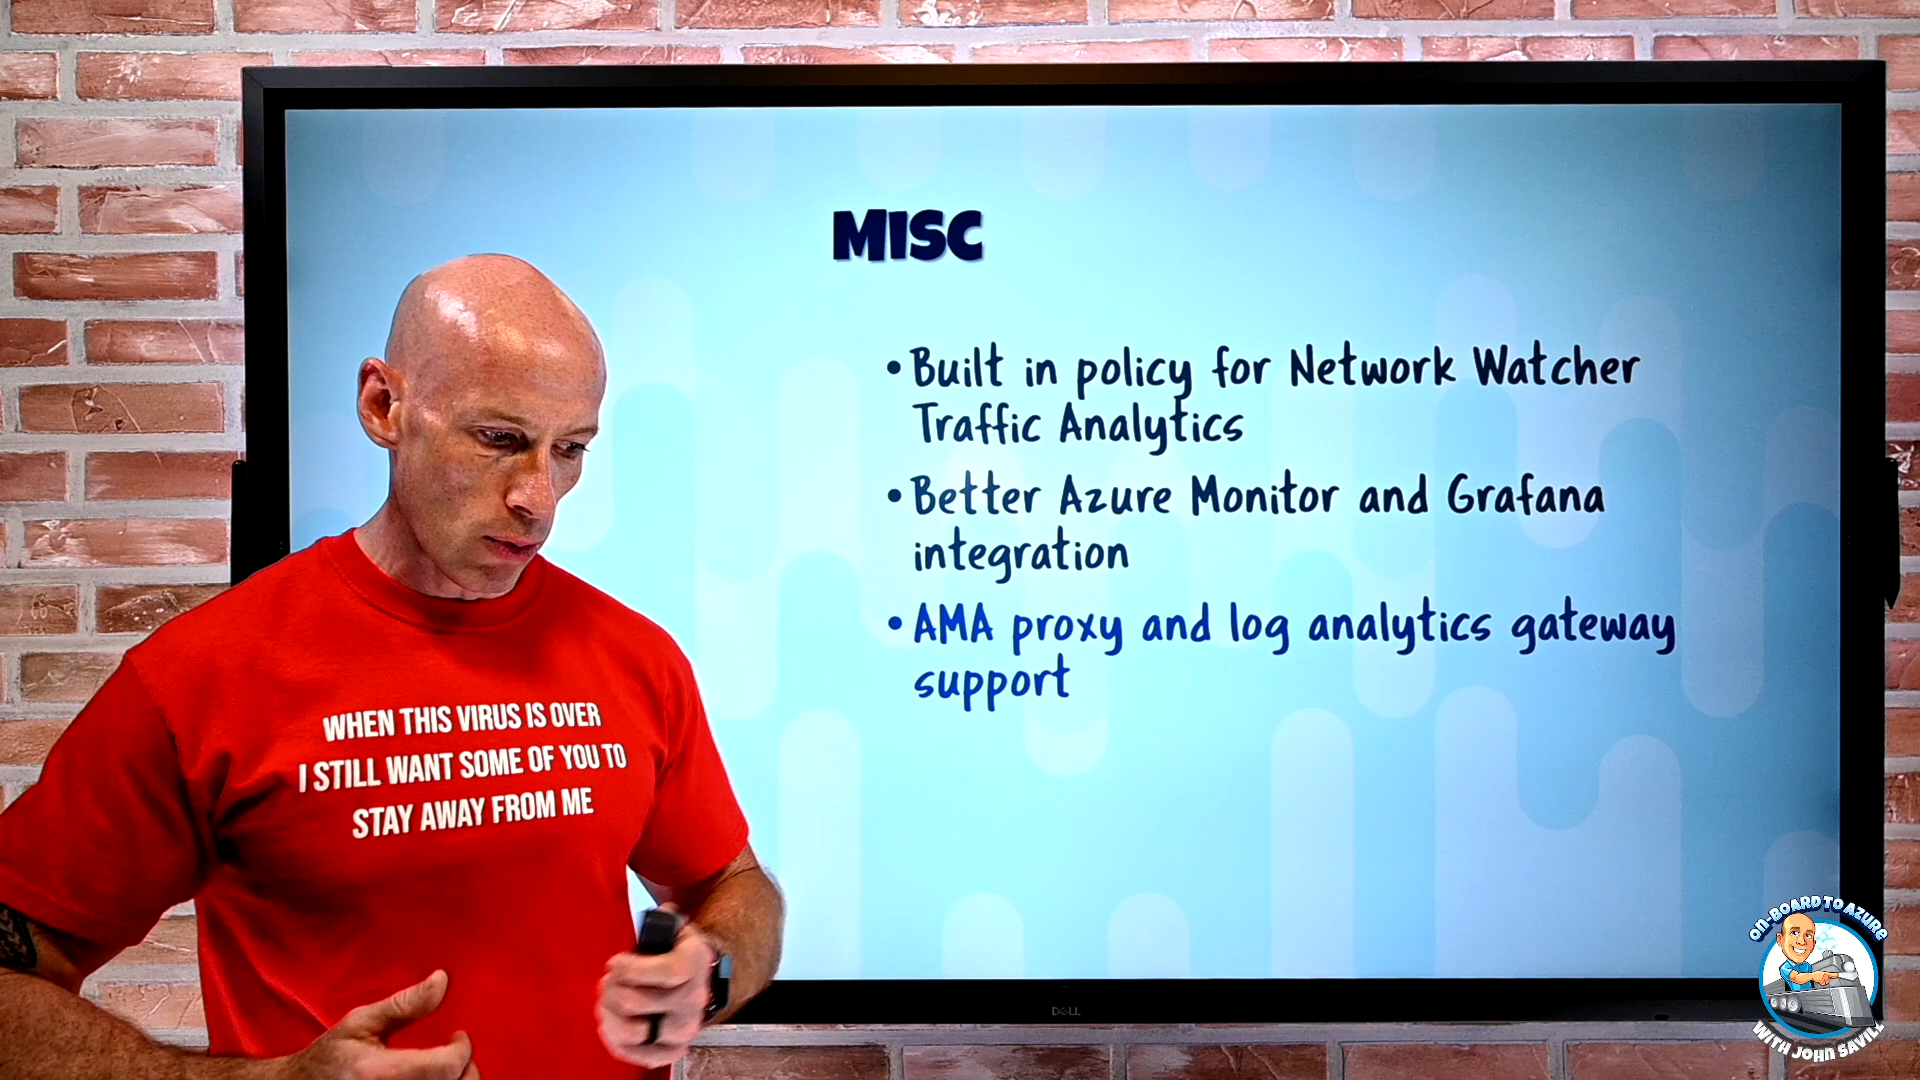 MISC
•Built in policy for Network Watcher
Traffic Analytics
•Better Azure Monitor and Grafana
integration
•AMA proxy and log analytics gateway
support
WHEN THIS VIRUS IS OVER
I STILL WANT SOME OF YOU TO
STAY AWAY FROM ME
DELL
ON-BOARD TO AZURE
WITH JOHN SAVILL